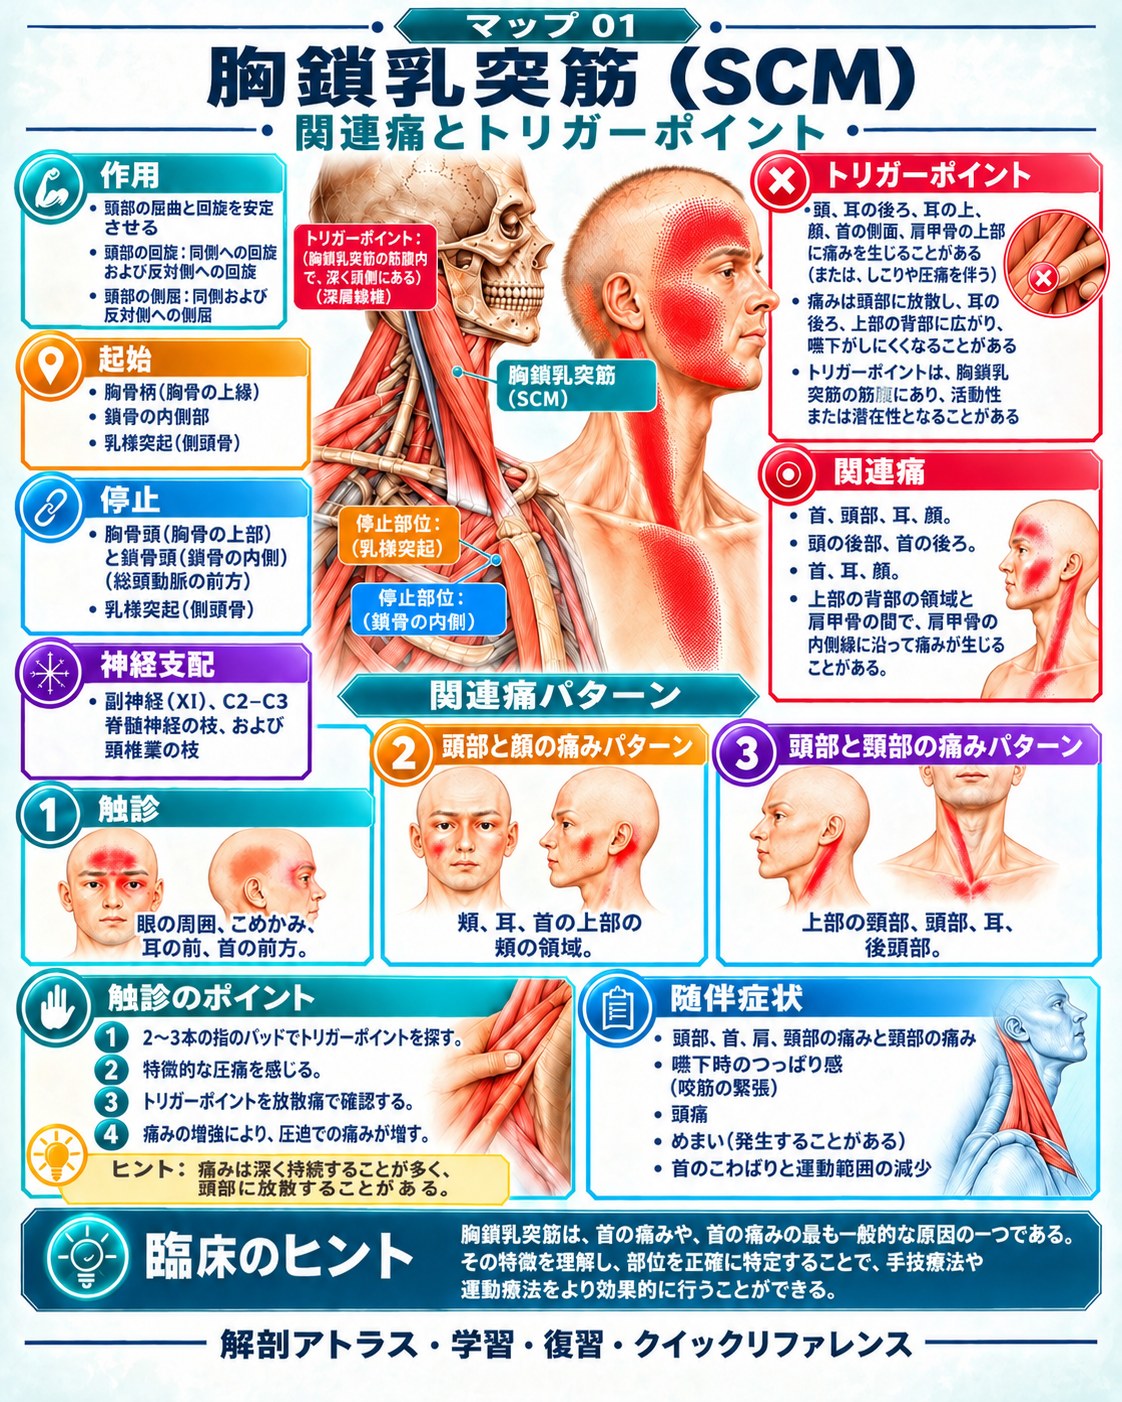 マップ 01
胸鎖乳突筋 (SCM)
関連痛とトリガーポイント
作用
• 頭部の屈曲と回旋を安定
させる
• 頭部の回旋：同側への回旋
および反対側への回旋
• 頭部の側屈：同側および
反対側への側屈
起始
• 胸骨柄（胸骨の上縁）
• 鎖骨の内側部
• 乳様突起（側頭骨）
停止
• 胸骨頭（胸骨の上部）
と鎖骨頭（鎖骨の内側）
（総頭動脈の前方）
• 乳様突起（側頭骨）
神経支配
• 副神経（XI）、C2–C3
脊髄神経の枝、および
頭椎業の枝
トリガーポイント：
（胸鎖乳突筋の筋腹内
で、深く頭側にある）
胸鎖乳突筋
（SCM）
停止部位：
（乳様突起）
停止部位：
（鎖骨の内側）
トリガーポイント
• 頭、耳の後ろ、耳の上、
顔、首の側面、肩甲骨の上部
に痛みを生じることがある
（または、しこりや圧痛を伴う）
• 痛みは頭部に放散し、耳の
後ろ、上部の背部に広がり、
嚥下がしにくくなることがある
• トリガーポイントは、胸鎖乳
突筋の筋腹にあり、活動性
または潜在性となることがある
関連痛
• 首、頭部、耳、顔。
• 頭の後部、首の後ろ。
• 首、耳、顔。
• 上部の背部の領域と
肩甲骨の間で、肩甲骨の
内側縁に沿って痛みが生じる
ことがある。
関連痛パターン
1 触診
眼の周囲、こめかみ、
耳の前、首の前方。
2 頭部と顔の痛みパターン
頬、耳、首の上部の
頬の領域。
3 頭部と頸部の痛みパターン
上部の頸部、頭部、耳、
後頭部。
触診のポイント
1 2〜3本の指のパッドでトリガーポイントを探す。
2 特徴的な圧痛を感じる。
3 トリガーポイントを放散痛で確認する。
4 痛みの増強により、圧迫での痛みが増す。
ヒント： 痛みは深く持続することが多く、
頭部に放散することがある。
随伴症状
• 頭部、首、肩、頸部の痛みと頸部の痛み
• 嚥下時のつっぱり感
（咬筋の緊張）
• 頭痛
• めまい（発生することがある）
• 首のこわばりと運動範囲の減少
臨床のヒント
胸鎖乳突筋は、首の痛みや、首の痛みの最も一般的な原因の一つである。
その特徴を理解し、部位を正確に特定することで、手技療法や
運動療法をより効果的に行うことができる。
解剖アトラス・学習・復習・クイックリファレンス